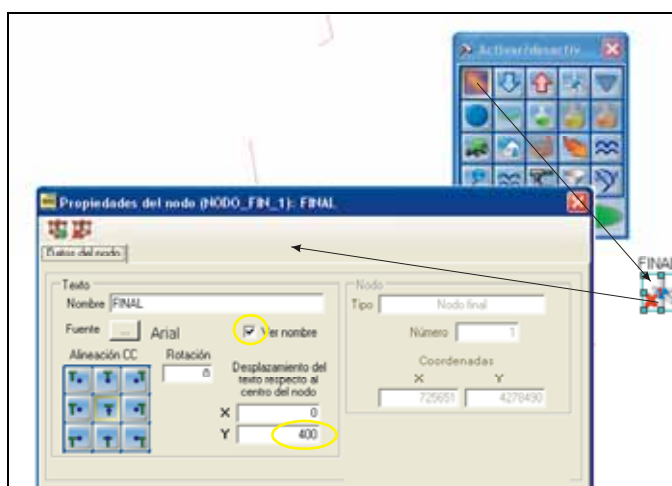 Activar/desactiv
Propiedades del nodo (NODO_FIN_1): FINAL
Datos del nodo
FINAL
Texto
Nombre FINAL
Fuente ... Arial
Ver nombre
Alineación CC
Rotación
0
Desplazamiento del
texto respecto al
centro del nodo
X 0
Y 400
Nodo
Tipo Nodo final
Número 1
Coordenadas
X Y
725651 4278490